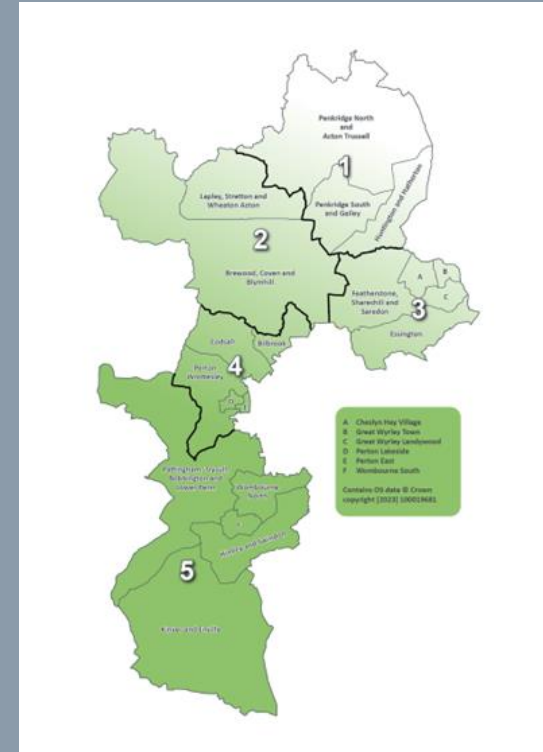 Penkridge North
and
Acton Trussell
1
Huntington and Hatherton
Lapley, Stretton and
Wheaton Aston
Penkridge South
and Gailey
2
Brewood, Coven and
Blymhill
A
B
C
Featherstone,
Shareshill and
Saredon
3
Essington
Codsall
Bilbrook
4
Perton
Wrottesley
D
E
A Cheslyn Hay Village
B Great Wyrley Town
C Great Wyrley Landywood
D Perton Lakeside
E Perton East
F Wombourne South
Contains OS data © Crown
copyright [2023] 100019681
Pattingham, Trysull,
Bobbington and
Lower Penn
Wombourne
North
F
Himley and Swindon
5
Kinver and Enville